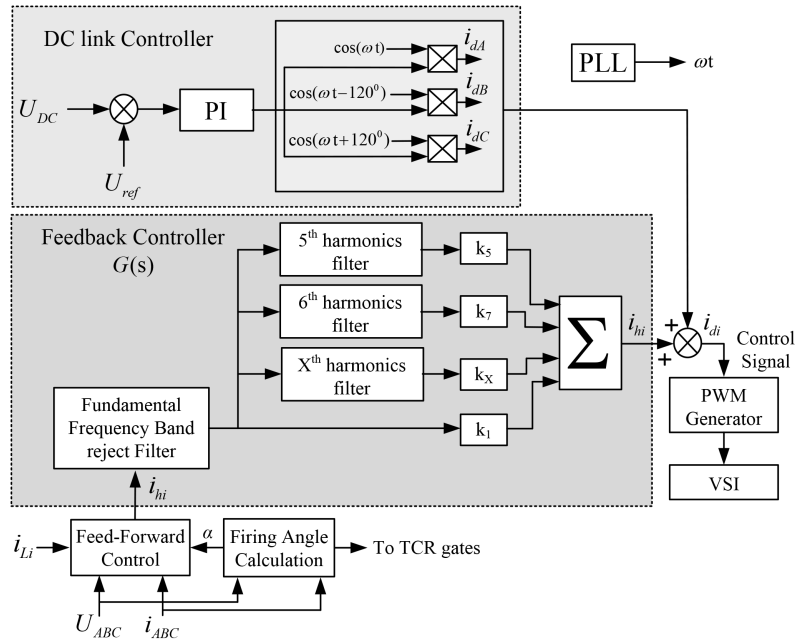 DC link Controller
cos(ωt)
i_dA
PLL
ωt
U_DC
PI
cos(ωt−120⁰)
i_dB
cos(ωt+120⁰)
i_dC
U_ref
Feedback Controller
G(s)
5th harmonics
filter
k5
6th harmonics
filter
k7
Σ
i_hi
+
+
i_di
Control
Signal
Xth harmonics
filter
kX
PWM
Generator
Fundamental
Frequency Band
reject Filter
k1
VSI
i_hi
i_Li
Feed-Forward
Control
α
Firing Angle
Calculation
To TCR gates
U_ABC
i_ABC